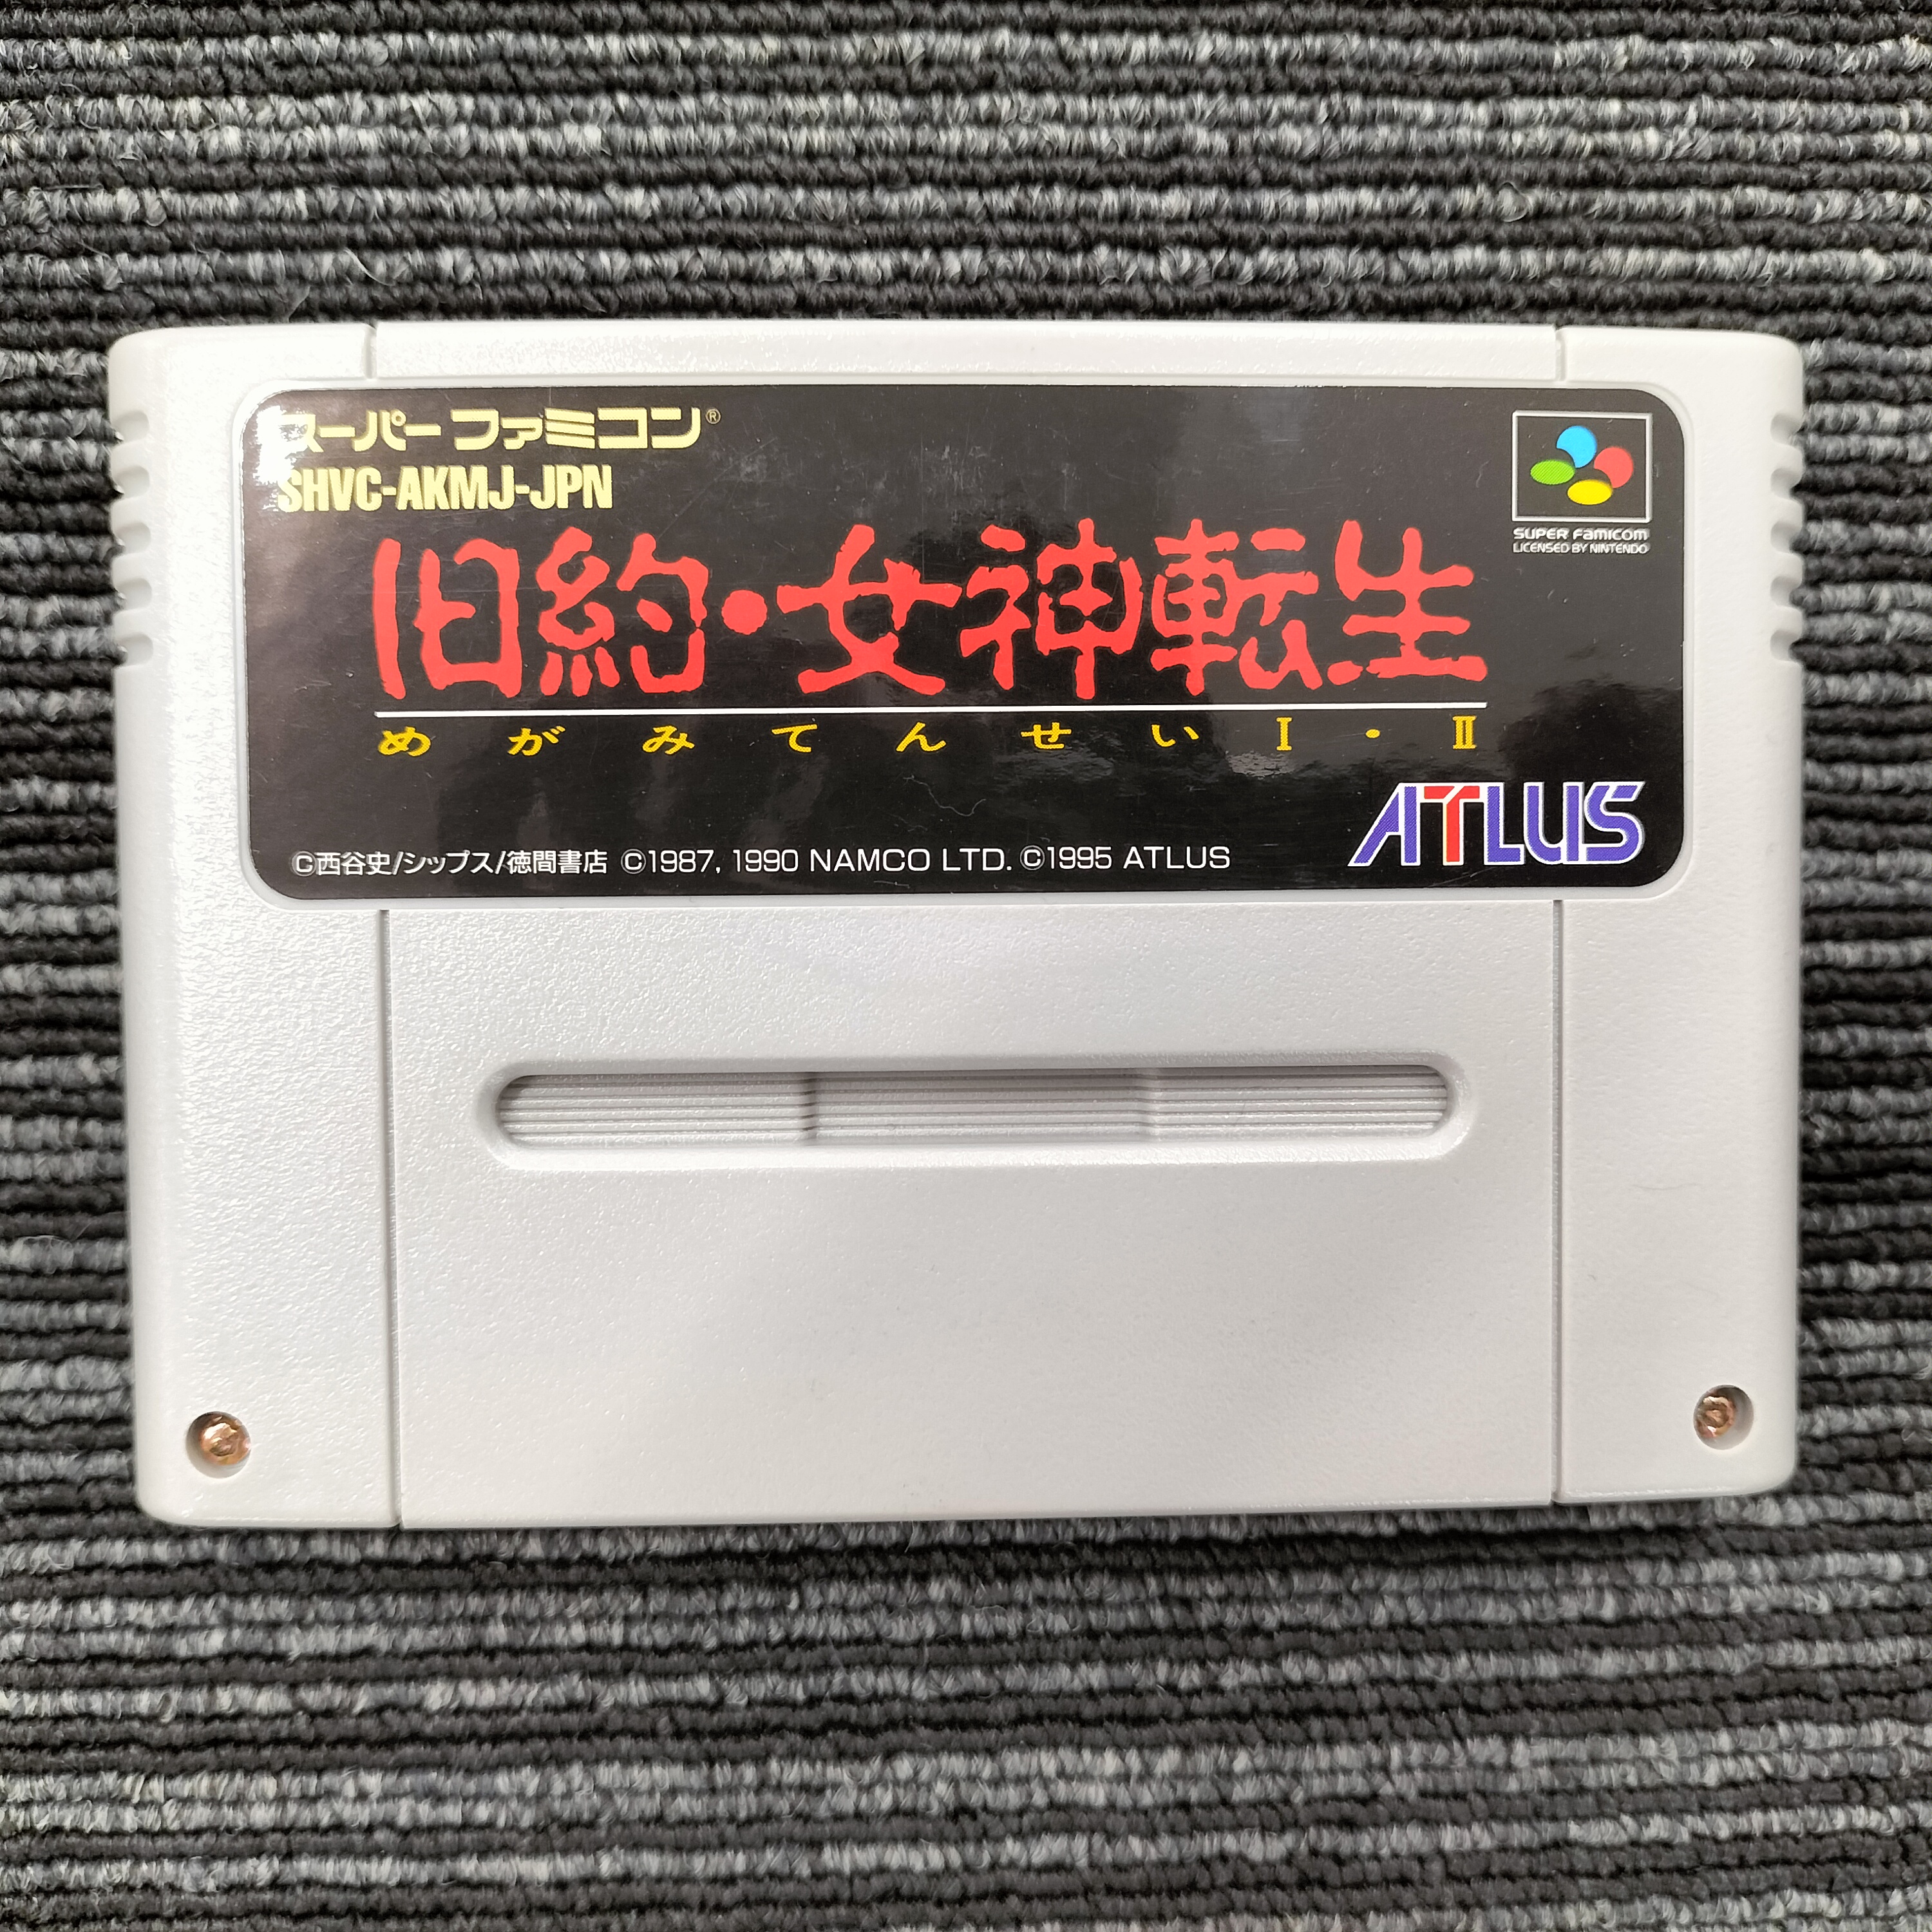 スーパーファミコン®
SHVC-AKMJ-JPN
SUPER FAMICOM
LICENSED BY NINTENDO
旧約・女神転生
めがみてんせいⅠ・Ⅱ
ATLUS
©西谷史/シップス/徳間書店 ©1987, 1990 NAMCO LTD. ©1995 ATLUS